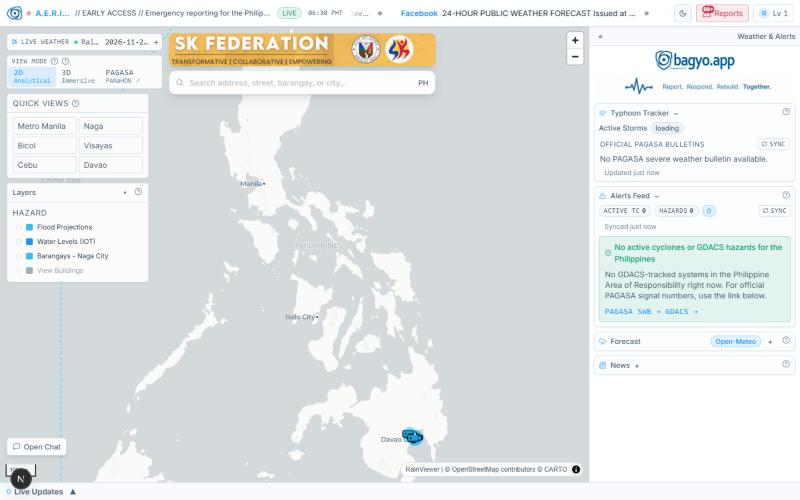 A.E.R.I... // EARLY ACCESS // Emergency reporting for the Philip... LIVE 06:30 PHT Facebook 24-HOUR PUBLIC WEATHER FORECAST Issued at ... 99+ Reports Lv 1
LIVE WEATHER Rai... 2026-11-2... +
VIEW MODE
2D Analytical
3D Immersive
PAGASA PANaHON ↗
QUICK VIEWS
Metro Manila Naga
Bicol Visayas
Cebu Davao
Layers
HAZARD
Flood Projections
Water Levels (IOT)
Barangays - Naga City
View Buildings
SK FEDERATION
TRANSFORMATIVE | COLLABORATIVE | EMPOWERING
Search address, street, barangay, or city... PH
+
−
Manila
PHILIPPINES
Iloilo City
Davao
Open Chat
N
RainViewer | © OpenStreetMap contributors © CARTO
0 Live Updates ▲
« Weather & Alerts
bagyo.app
Report. Respond. Rebuild. Together.
Typhoon Tracker −
Active Storms loading
OFFICIAL PAGASA BULLETINS SYNC
No PAGASA severe weather bulletin available.
Updated just now
Alerts Feed −
ACTIVE TC 0 HAZARDS 0 0 SYNC
Synced just now
No active cyclones or GDACS hazards for the
Philippines
No GDACS-tracked systems in the Philippine
Area of Responsibility right now. For official
PAGASA signal numbers, use the link below.
PAGASA SWB → GDACS →
Forecast Open-Meteo +
News +